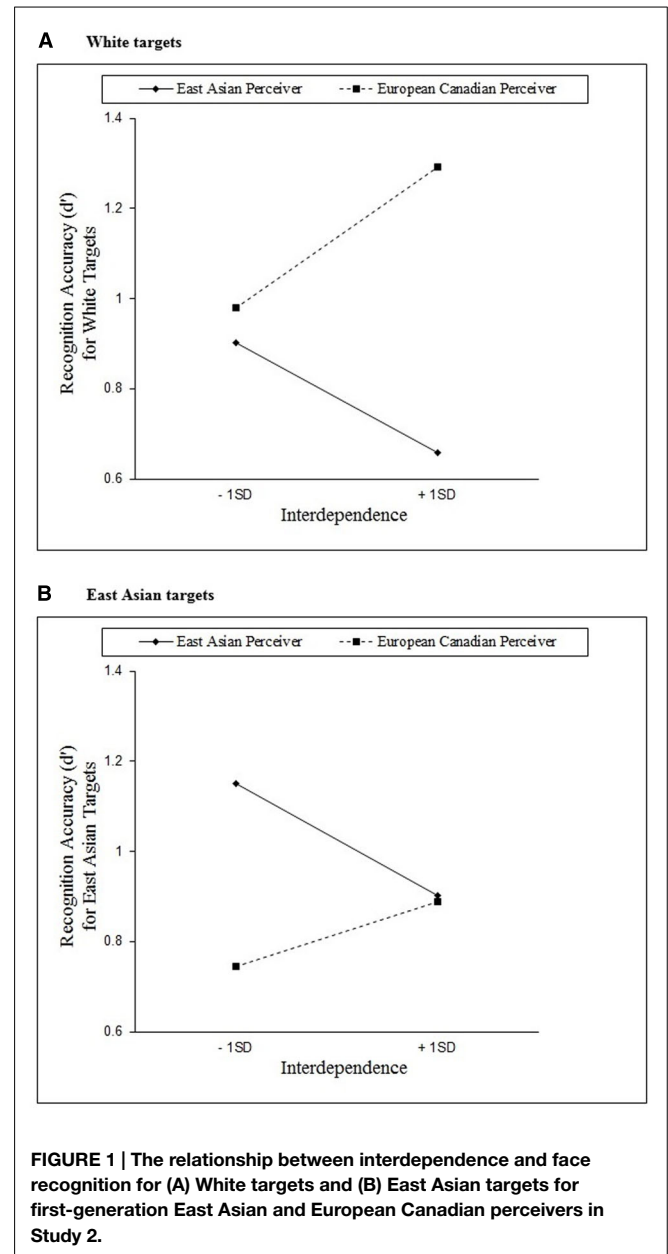 A White targets
East Asian Perceiver European Canadian Perceiver
1.4
1.2
1
0.8
0.6
Recognition Accuracy (d')
for White Targets
- 1SD + 1SD
Interdependence
B East Asian targets
East Asian Perceiver European Canadian Perceiver
1.4
1.2
1
0.8
0.6
Recognition Accuracy (d')
for East Asian Targets
- 1SD + 1SD
Interdependence
FIGURE 1 | The relationship between interdependence and face
recognition for (A) White targets and (B) East Asian targets for
first-generation East Asian and European Canadian perceivers in
Study 2.